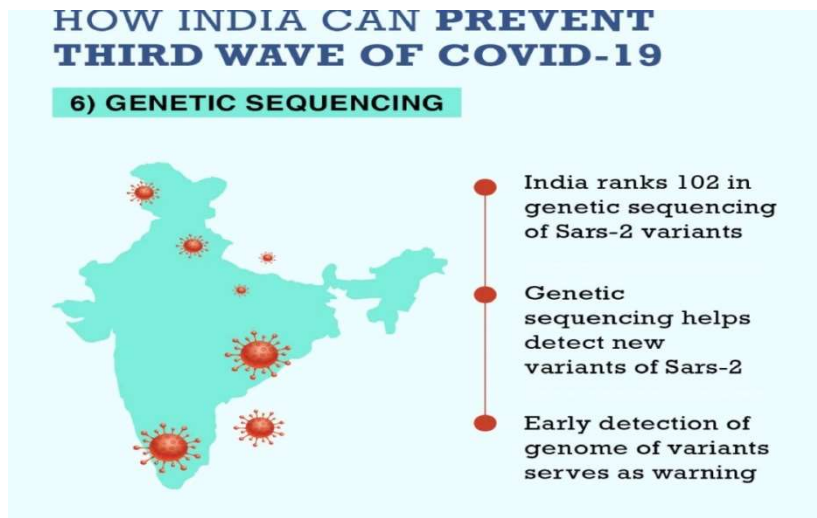 HOW INDIA CAN PREVENT
THIRD WAVE OF COVID-19
6) GENETIC SEQUENCING
India ranks 102 in
genetic sequencing
of Sars-2 variants
Genetic
sequencing helps
detect new
variants of Sars-2
Early detection of
genome of variants
serves as warning